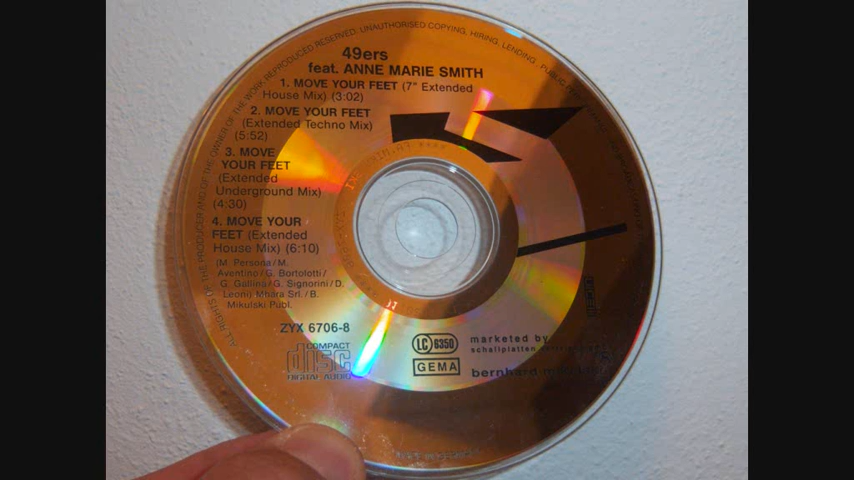 ALL RIGHTS OF THE PRODUCER AND OF THE OWNER OF THE WORK REPRODUCED RESERVED. UNAUTHORISED COPYING, HIRING, LENDING, PUBLIC
49ers
feat. ANNE MARIE SMITH
1. MOVE YOUR FEET (7" Extended
House Mix) (3:02)
2. MOVE YOUR FEET
(Extended Techno Mix)
(5:52)
3. MOVE
YOUR FEET
(Extended
Underground Mix)
(4:30)
4. MOVE YOUR
FEET (Extended
House Mix) (6:10)
(M. Persona/M.
Aventino/G. Bortolotti/
G. Gallina/G. Signorini/D.
Leoni) Mbara Srl./B.
Mikulski Publ.
ZYX 6706-8
COMPACT
disc
DIGITAL AUDIO
LC 6350
GEMA
marketed by
schallplatten
bernhard